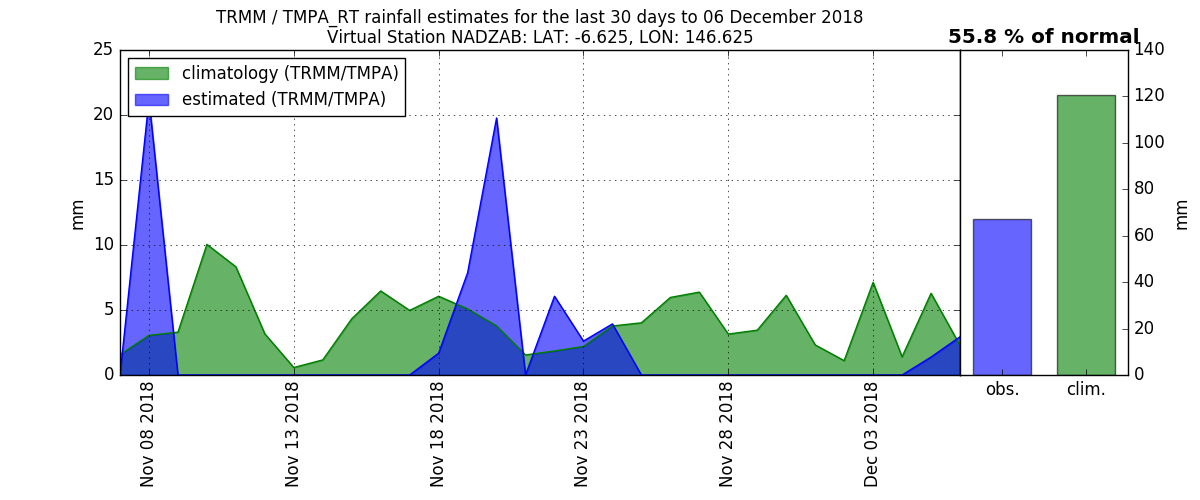 TRMM / TMPA_RT rainfall estimates for the last 30 days to 06 December 2018
Virtual Station NADZAB: LAT: -6.625, LON: 146.625
55.8 % of normal
climatology (TRMM/TMPA)
estimated (TRMM/TMPA)
25
20
15
10
5
0
mm
Nov 08 2018
Nov 13 2018
Nov 18 2018
Nov 23 2018
Nov 28 2018
Dec 03 2018
140
120
100
80
60
40
20
0
mm
obs.
clim.